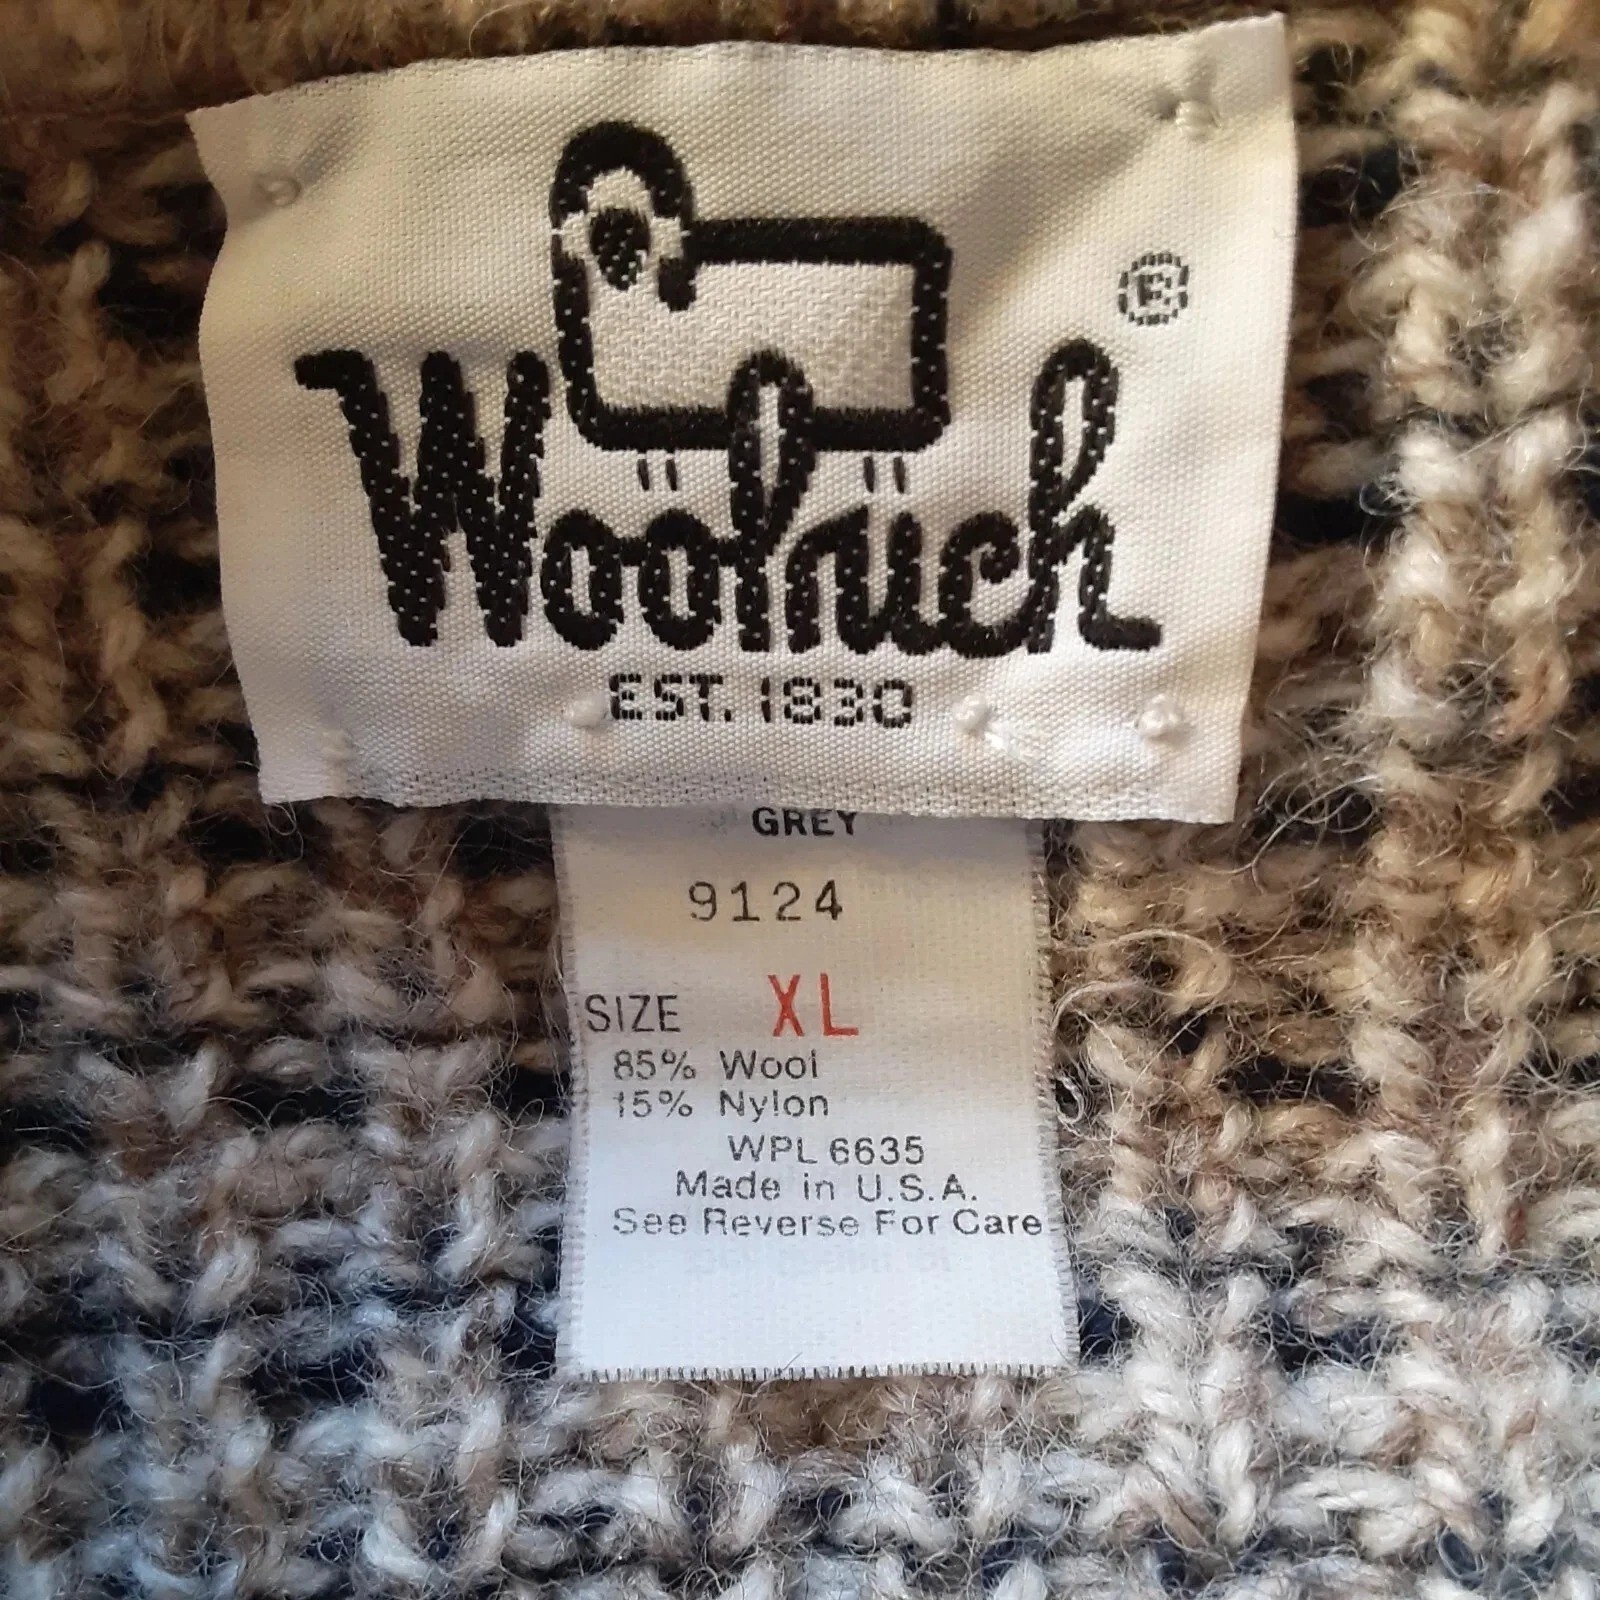 Woolrich ®
EST. 1830
GREY
9124
SIZE XL
85% Wool
15% Nylon
WPL 6635
Made in U.S.A.
See Reverse For Care